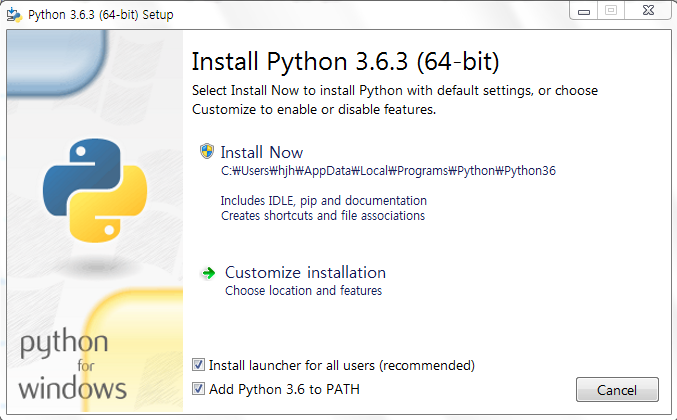 Python 3.6.3 (64-bit) Setup
Install Python 3.6.3 (64-bit)
Select Install Now to install Python with default settings, or choose
Customize to enable or disable features.
Install Now
C:₩Users₩hjh₩AppData₩Local₩Programs₩Python₩Python36
Includes IDLE, pip and documentation
Creates shortcuts and file associations
Customize installation
Choose location and features
python
for
windows
Install launcher for all users (recommended)
Add Python 3.6 to PATH
Cancel